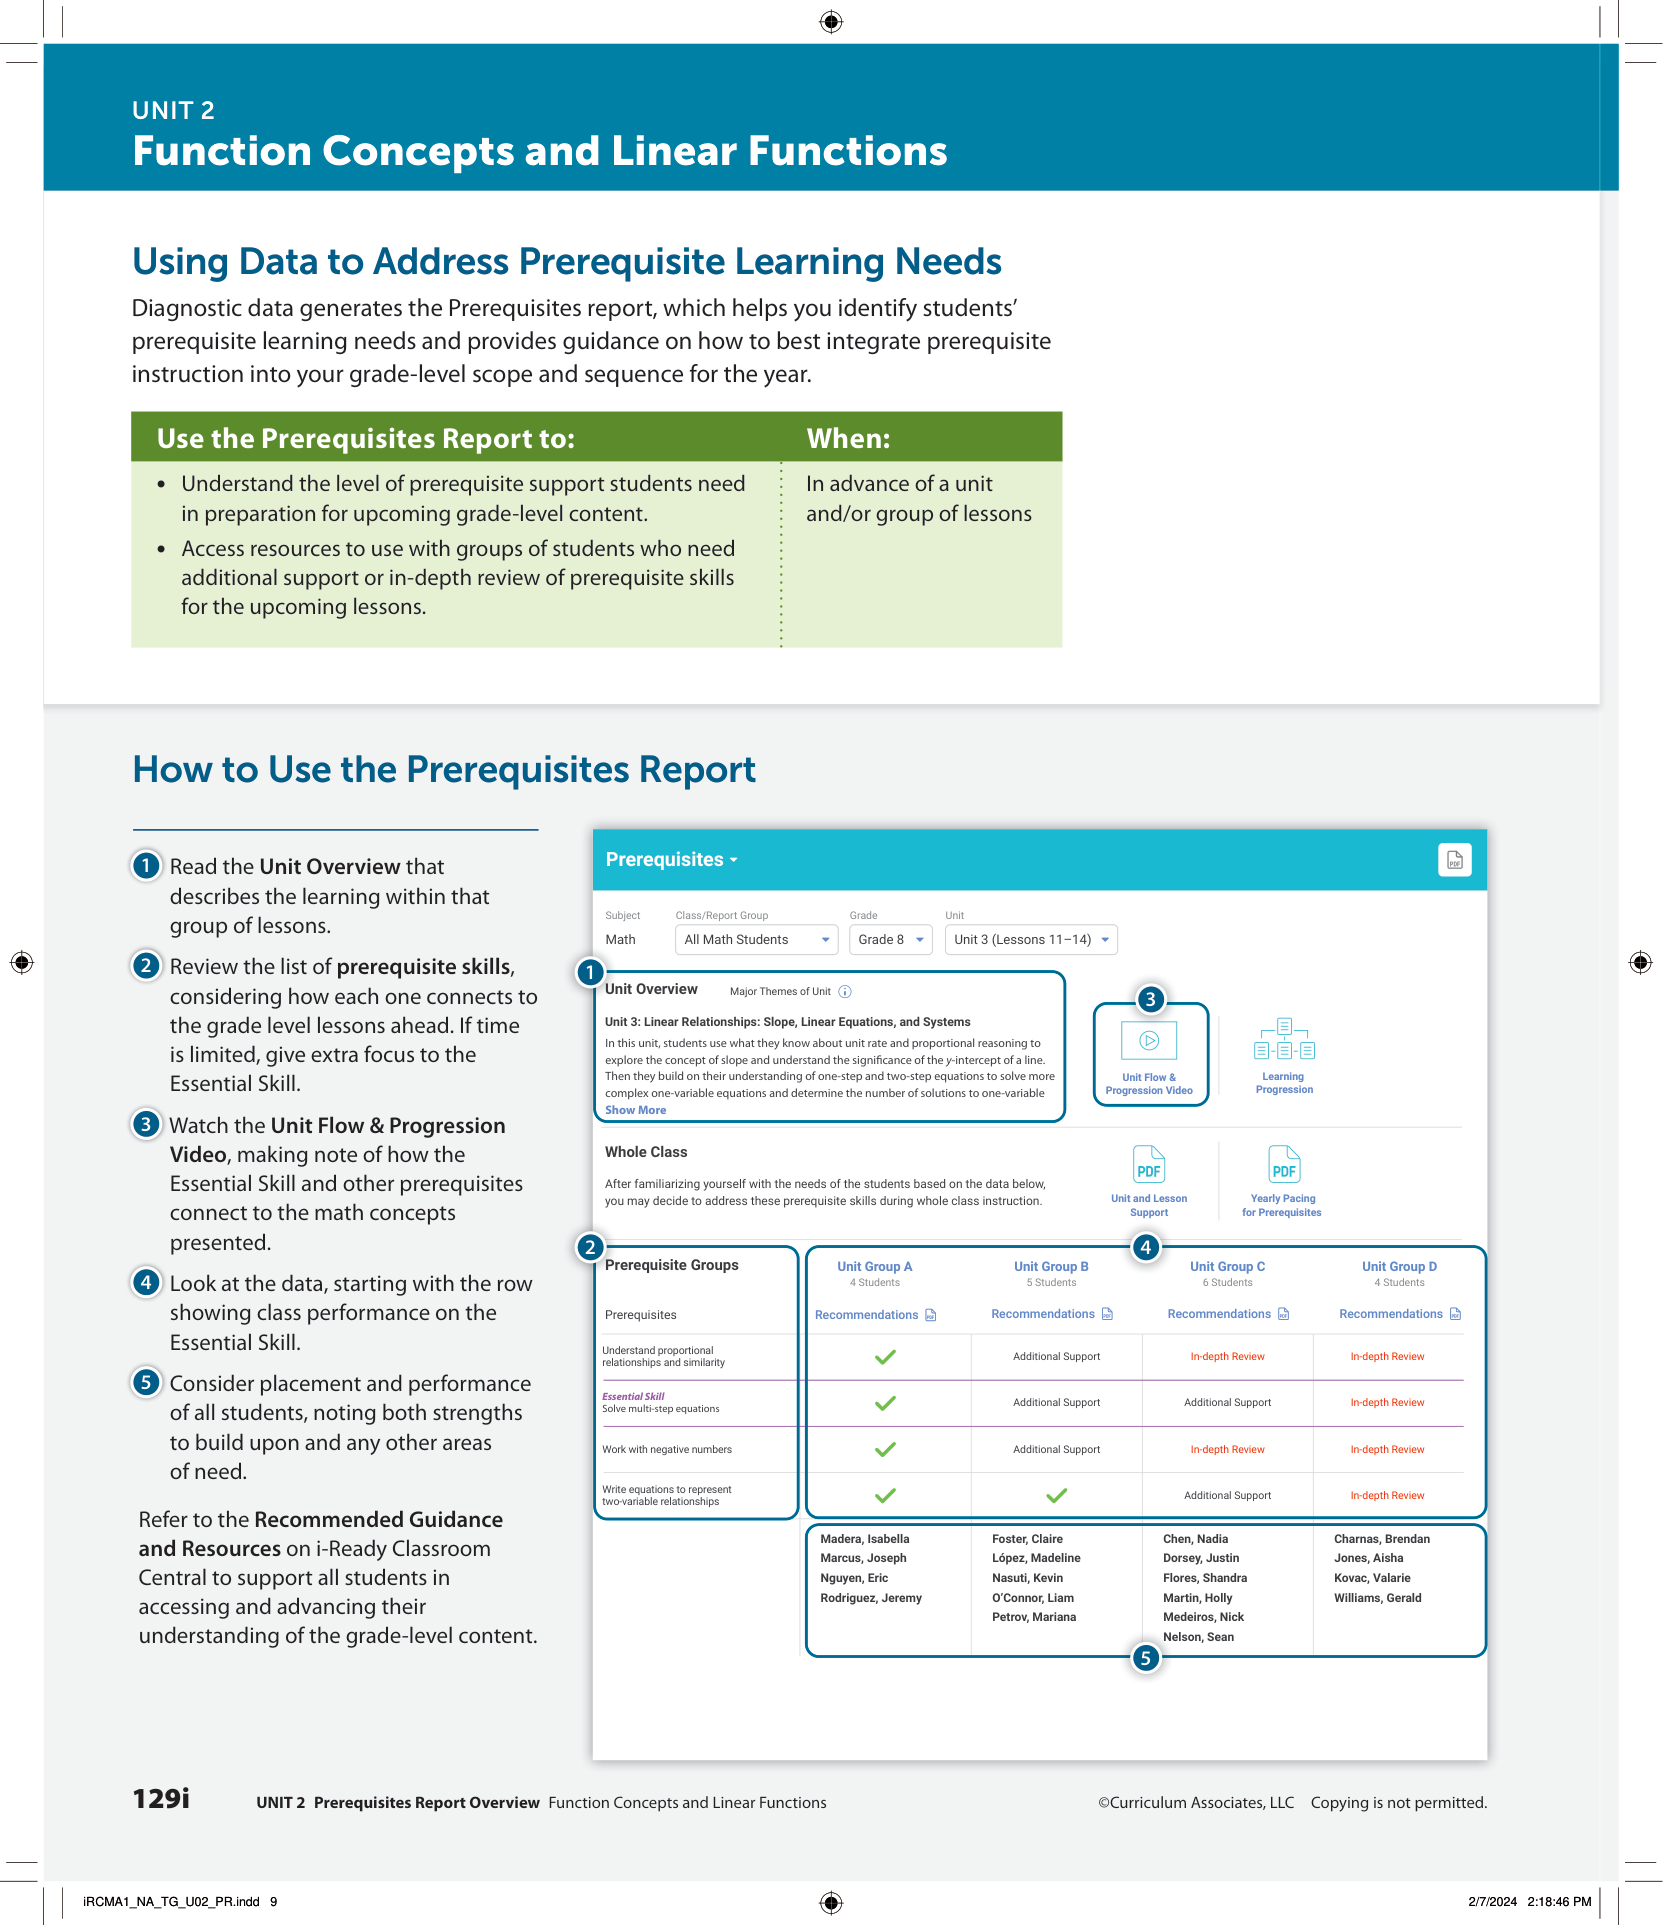 UNIT 2
Function Concepts and Linear Functions
Using Data to Address Prerequisite Learning Needs
Diagnostic data generates the Prerequisites report, which helps you identify students’
prerequisite learning needs and provides guidance on how to best integrate prerequisite
instruction into your grade-level scope and sequence for the year.
Use the Prerequisites Report to:
• Understand the level of prerequisite support students need
in preparation for upcoming grade-level content.
• Access resources to use with groups of students who need
additional support or in-depth review of prerequisite skills
for the upcoming lessons.
When:
In advance of a unit
and/or group of lessons
How to Use the Prerequisites Report
1 Read the Unit Overview that
describes the learning within that
group of lessons.
2 Review the list of prerequisite skills,
considering how each one connects to
the grade level lessons ahead. If time
is limited, give extra focus to the
Essential Skill.
3 Watch the Unit Flow & Progression
Video, making note of how the
Essential Skill and other prerequisites
connect to the math concepts
presented.
4 Look at the data, starting with the row
showing class performance on the
Essential Skill.
5 Consider placement and performance
of all students, noting both strengths
to build upon and any other areas
of need.
Refer to the Recommended Guidance
and Resources on i-Ready Classroom
Central to support all students in
accessing and advancing their
understanding of the grade-level content.
Prerequisites
PDF
Subject Class/Report Group Grade Unit
Math All Math Students Grade 8 Unit 3 (Lessons 11–14)
1
Unit Overview Major Themes of Unit i
Unit 3: Linear Relationships: Slope, Linear Equations, and Systems
In this unit, students use what they know about unit rate and proportional reasoning to
explore the concept of slope and understand the significance of the y-intercept of a line.
Then they build on their understanding of one-step and two-step equations to solve more
complex one-variable equations and determine the number of solutions to one-variable
Show More
3
Unit Flow &
Progression Video
Learning
Progression
Whole Class
After familiarizing yourself with the needs of the students based on the data below,
you may decide to address these prerequisite skills during whole class instruction.
PDF
Unit and Lesson
Support
PDF
Yearly Pacing
for Prerequisites
2
4
Prerequisite Groups Unit Group A Unit Group B Unit Group C Unit Group D
4 Students 5 Students 6 Students 4 Students
Prerequisites Recommendations PDF Recommendations PDF Recommendations PDF Recommendations PDF
Understand proportional
relationships and similarity
Additional Support In-depth Review In-depth Review
Essential Skill
Solve multi-step equations
Additional Support Additional Support In-depth Review
Work with negative numbers Additional Support In-depth Review In-depth Review
Write equations to represent
two-variable relationships
Additional Support In-depth Review
Madera, Isabella Foster, Claire Chen, Nadia Charnas, Brendan
Marcus, Joseph López, Madeline Dorsey, Justin Jones, Aisha
Nguyen, Eric Nasuti, Kevin Flores, Shandra Kovac, Valarie
Rodriguez, Jeremy O’Connor, Liam Martin, Holly Williams, Gerald
Petrov, Mariana Medeiros, Nick
Nelson, Sean
5
129i UNIT 2 Prerequisites Report Overview Function Concepts and Linear Functions ©Curriculum Associates, LLC Copying is not permitted.
iRCMA1_NA_TG_U02_PR.indd 9 2/7/2024 2:18:46 PM